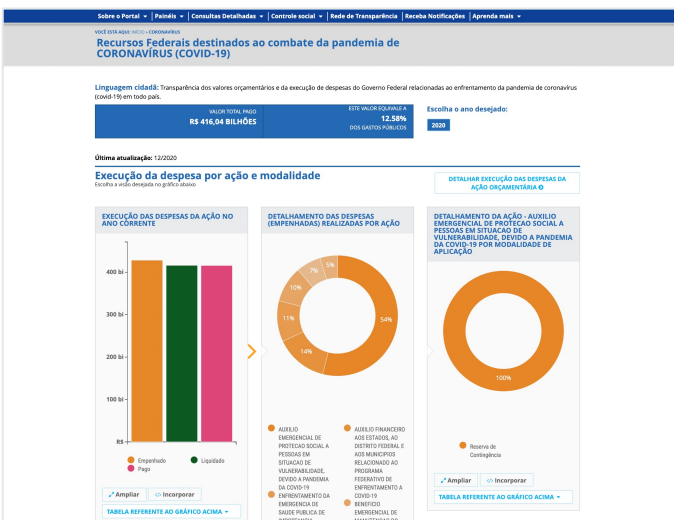 Sobre o Portal Painéis Consultas Detalhadas Controle social Rede de Transparência Receba Notificações Aprenda mais
VOCÊ ESTÁ AQUI: INÍCIO » CORONAVÍRUS
Recursos Federais destinados ao combate da pandemia de
CORONAVÍRUS (COVID-19)
Linguagem cidadã: Transparência dos valores orçamentários e da execução de despesas do Governo Federal relacionadas ao enfrentamento da pandemia de coronavírus
(covid-19) em todo país.
VALOR TOTAL PAGO
R$ 416,04 BILHÕES
ESTE VALOR EQUIVALE A
12.58%
DOS GASTOS PÚBLICOS
Escolha o ano desejado:
2020
Última atualização: 12/2020
Execução da despesa por ação e modalidade
Escolha a visão desejada no gráfico abaixo
DETALHAR EXECUÇÃO DAS DESPESAS DA
AÇÃO ORÇAMENTÁRIA
EXECUÇÃO DAS DESPESAS DA AÇÃO NO
ANO CORRENTE
400 bi
300 bi
200 bi
100 bi
R$
Empenhado
Liquidado
Pago
Ampliar
</> Incorporar
TABELA REFERENTE AO GRÁFICO ACIMA
DETALHAMENTO DAS DESPESAS
(EMPENHADAS) REALIZADAS POR AÇÃO
5%
7%
10%
11%
14%
54%
AUXILIO
EMERGENCIAL DE
PROTECAO SOCIAL A
PESSOAS EM
SITUACAO DE
VULNERABILIDADE,
DEVIDO A PANDEMIA
DA COVID-19
ENFRENTAMENTO DA
EMERGENCIA DE
SAUDE PUBLICA DE
AUXILIO FINANCEIRO
AOS ESTADOS, AO
DISTRITO FEDERAL E
AOS MUNICIPIOS
RELACIONADO AO
PROGRAMA
FEDERATIVO DE
ENFRENTAMENTO A
COVID-19
BENEFICIO
EMERGENCIAL DE
DETALHAMENTO DA AÇÃO - AUXILIO
EMERGENCIAL DE PROTECAO SOCIAL A
PESSOAS EM SITUACAO DE
VULNERABILIDADE, DEVIDO A PANDEMIA
DA COVID-19 POR MODALIDADE DE
APLICAÇÃO
100%
Reserva de
Contingência
Ampliar
</> Incorporar
TABELA REFERENTE AO GRÁFICO ACIMA